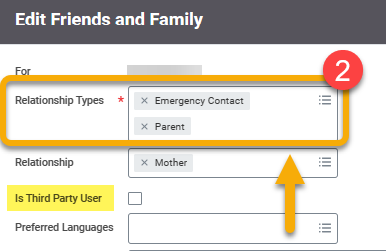 Edit Friends and Family
2
For
Relationship Types * × Emergency Contact
× Parent
Relationship × Mother
Is Third Party User
Preferred Languages